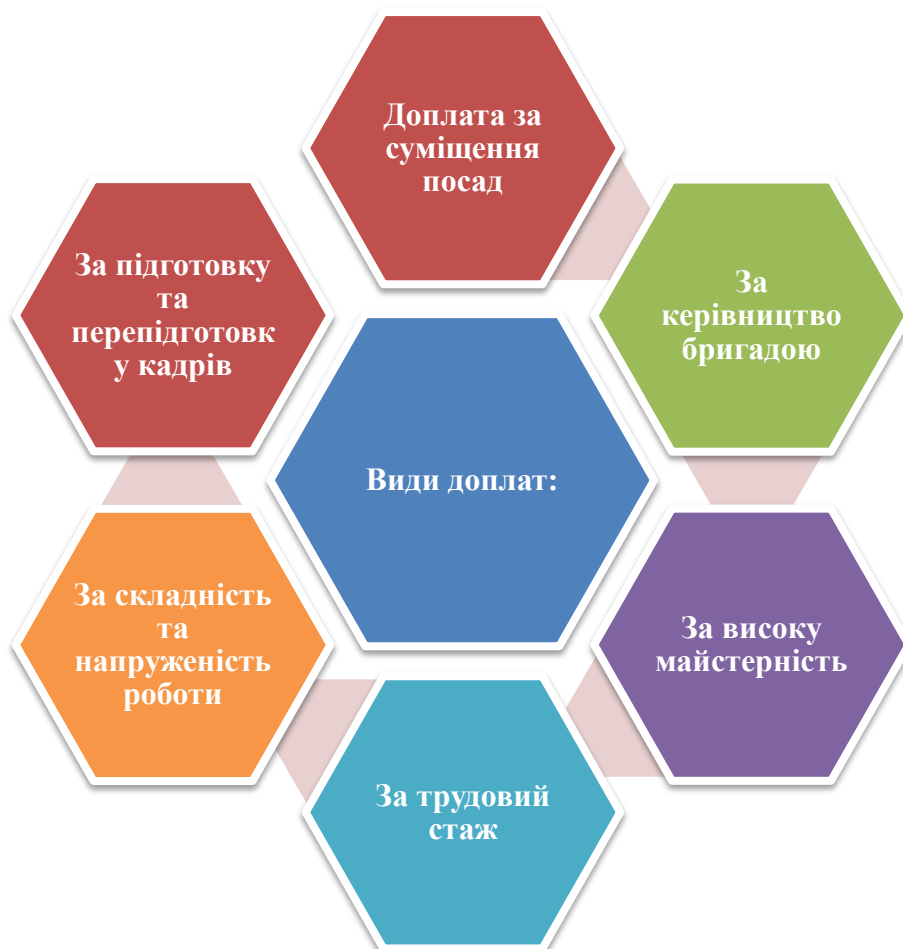 Доплата за
суміщення
посад
За підготовку
та
перепідготовк
у кадрів
За
керівництво
бригадою
Види доплат:
За складність
та
напруженість
роботи
За високу
майстерність
За трудовий
стаж